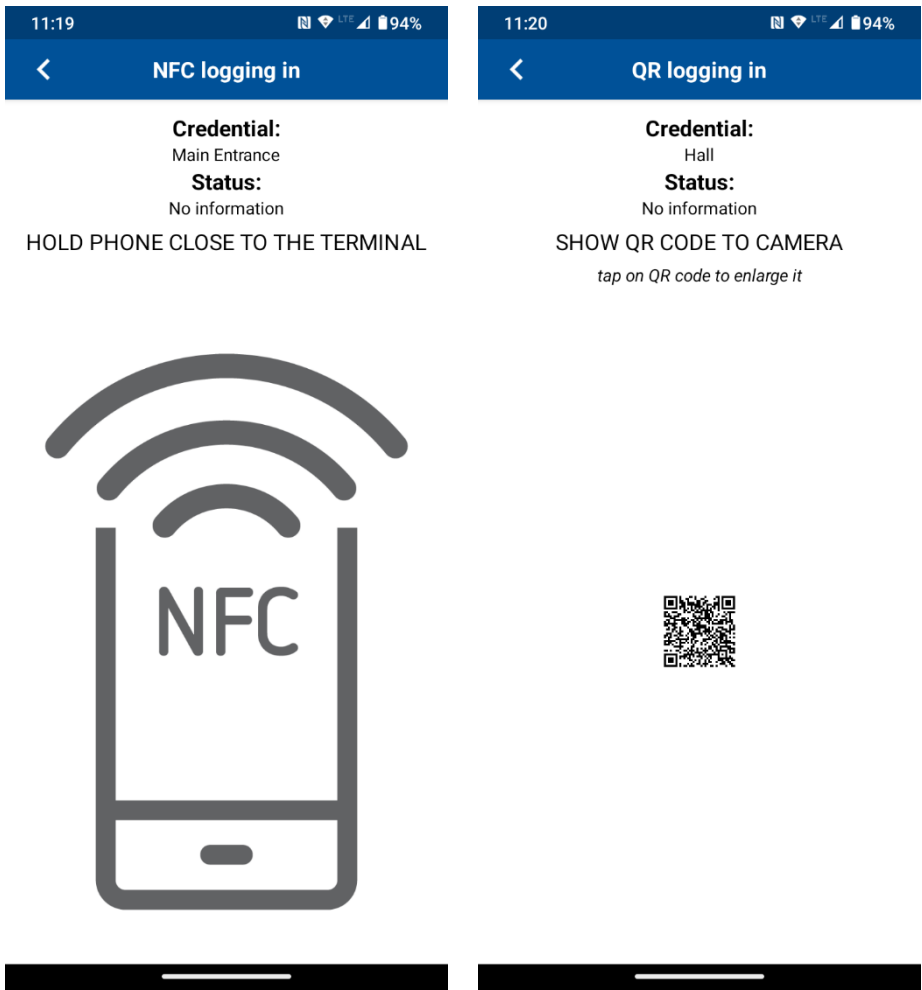 11:19
LTE
94%
NFC logging in
Credential:
Main Entrance
Status:
No information
HOLD PHONE CLOSE TO THE TERMINAL
NFC
11:20
LTE
94%
QR logging in
Credential:
Hall
Status:
No information
SHOW QR CODE TO CAMERA
tap on QR code to enlarge it